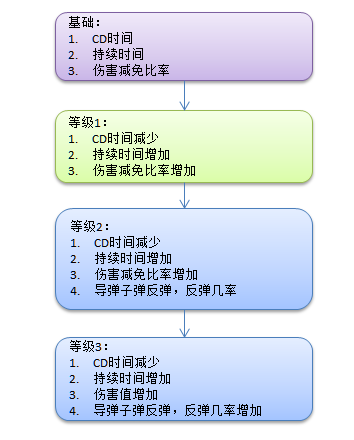 基础：
1. CD时间
2. 持续时间
3. 伤害减免比率
等级1：
1. CD时间减少
2. 持续时间增加
3. 伤害减免比率增加
等级2：
1. CD时间减少
2. 持续时间增加
3. 伤害减免比率增加
4. 导弹子弹反弹，反弹几率
等级3：
1. CD时间减少
2. 持续时间增加
3. 伤害值增加
4. 导弹子弹反弹，反弹几率增加